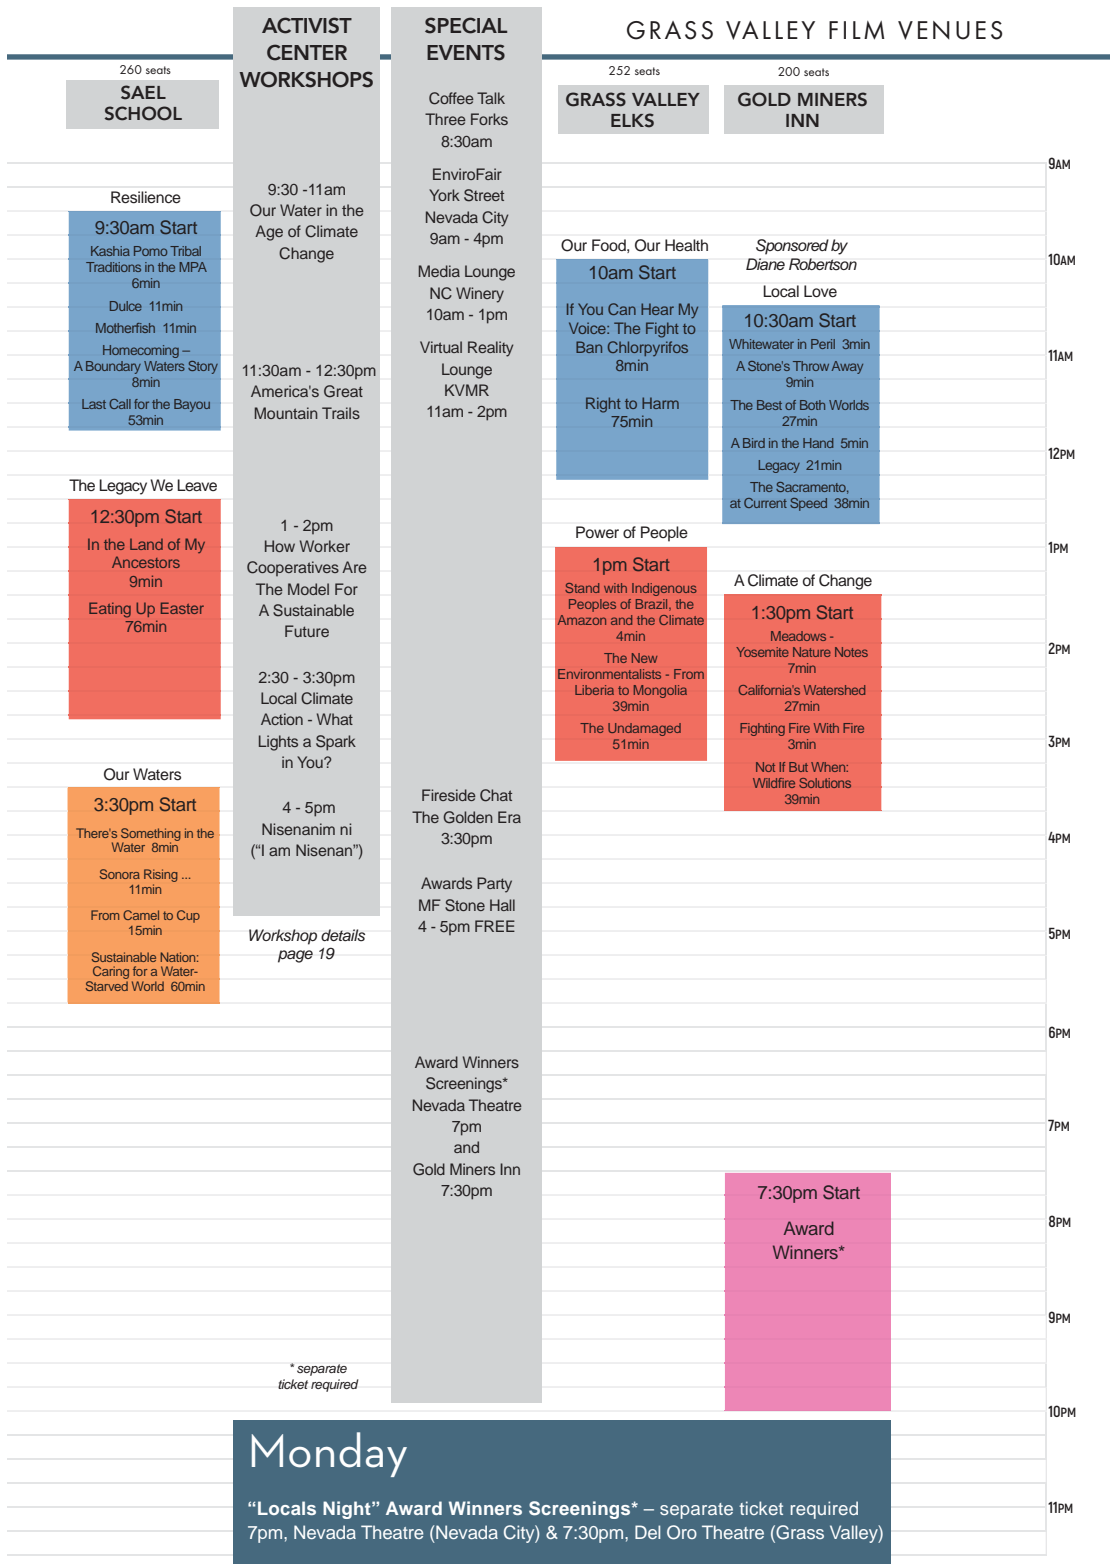 GRASS VALLEY FILM VENUES
260 seats
SAEL
SCHOOL
Resilience
9:30am Start
Kashia Pomo Tribal
Traditions in the MPA
6min
Dulce 11min
Motherfish 11min
Homecoming –
A Boundary Waters Story
8min
Last Call for the Bayou
53min
The Legacy We Leave
12:30pm Start
In the Land of My
Ancestors
9min
Eating Up Easter
76min
Our Waters
3:30pm Start
There's Something in the
Water 8min
Sonora Rising ...
11min
From Camel to Cup
15min
Sustainable Nation:
Caring for a Water-
Starved World 60min
ACTIVIST
CENTER
WORKSHOPS
9:30 -11am
Our Water in the
Age of Climate
Change
11:30am - 12:30pm
America's Great
Mountain Trails
1 - 2pm
How Worker
Cooperatives Are
The Model For
A Sustainable
Future
2:30 - 3:30pm
Local Climate
Action - What
Lights a Spark
in You?
4 - 5pm
Nisenanim ni
(“I am Nisenan”)
Workshop details
page 19
* separate
ticket required
SPECIAL
EVENTS
Coffee Talk
Three Forks
8:30am
EnviroFair
York Street
Nevada City
9am - 4pm
Media Lounge
NC Winery
10am - 1pm
Virtual Reality
Lounge
KVMR
11am - 2pm
Fireside Chat
The Golden Era
3:30pm
Awards Party
MF Stone Hall
4 - 5pm FREE
Award Winners
Screenings*
Nevada Theatre
7pm
and
Gold Miners Inn
7:30pm
252 seats
GRASS VALLEY
ELKS
Our Food, Our Health
10am Start
If You Can Hear My
Voice: The Fight to
Ban Chlorpyrifos
8min
Right to Harm
75min
Power of People
1pm Start
Stand with Indigenous
Peoples of Brazil, the
Amazon and the Climate
4min
The New
Environmentalists - From
Liberia to Mongolia
39min
The Undamaged
51min
200 seats
GOLD MINERS
INN
Sponsored by
Diane Robertson
Local Love
10:30am Start
Whitewater in Peril 3min
A Stone's Throw Away
9min
The Best of Both Worlds
27min
A Bird in the Hand 5min
Legacy 21min
The Sacramento,
at Current Speed 38min
A Climate of Change
1:30pm Start
Meadows -
Yosemite Nature Notes
7min
California's Watershed
27min
Fighting Fire With Fire
3min
Not If But When:
Wildfire Solutions
39min
7:30pm Start
Award
Winners*
9AM
10AM
11AM
12PM
1PM
2PM
3PM
4PM
5PM
6PM
7PM
8PM
9PM
10PM
11PM
Monday
“Locals Night” Award Winners Screenings* – separate ticket required
7pm, Nevada Theatre (Nevada City) & 7:30pm, Del Oro Theatre (Grass Valley)